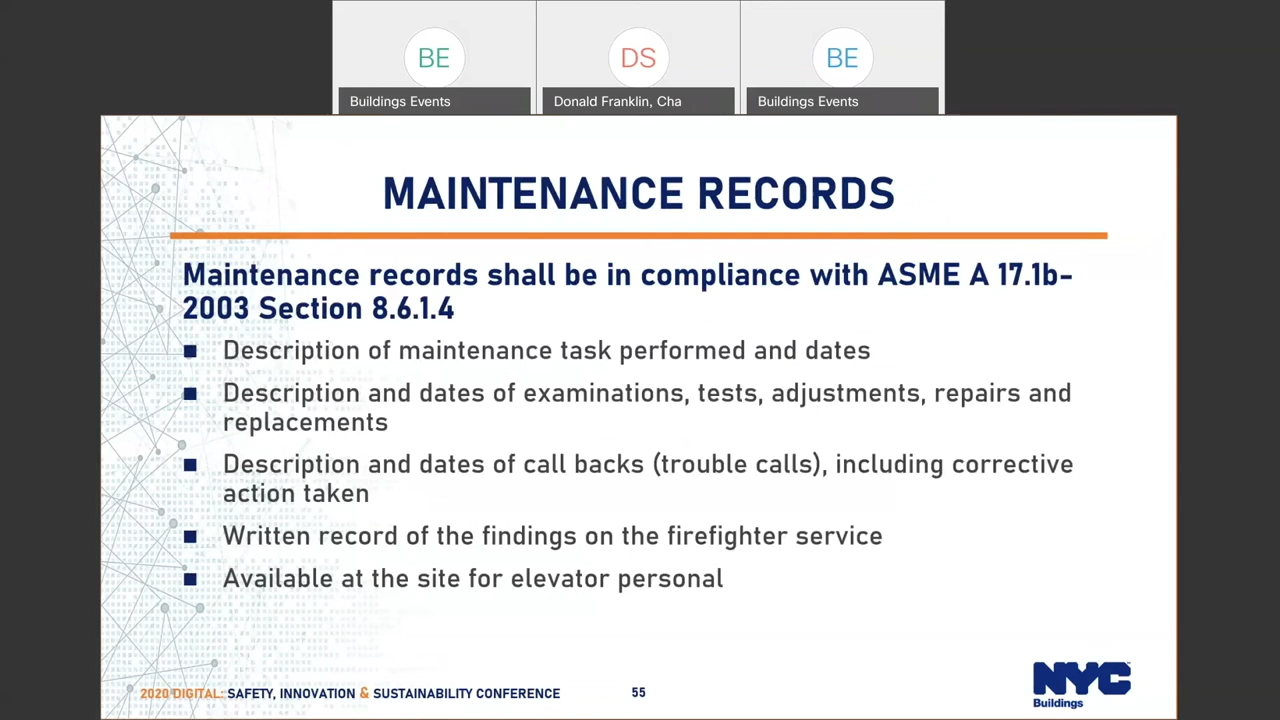 BE
DS
BE
Buildings Events
Donald Franklin, Cha
Buildings Events
MAINTENANCE RECORDS
Maintenance records shall be in compliance with ASME A 17.1b-
2003 Section 8.6.1.4
Description of maintenance task performed and dates
Description and dates of examinations, tests, adjustments, repairs and
replacements
Description and dates of call backs (trouble calls), including corrective
action taken
Written record of the findings on the firefighter service
Available at the site for elevator personal
2020 DIGITAL: SAFETY, INNOVATION & SUSTAINABILITY CONFERENCE
55
NYC
Buildings